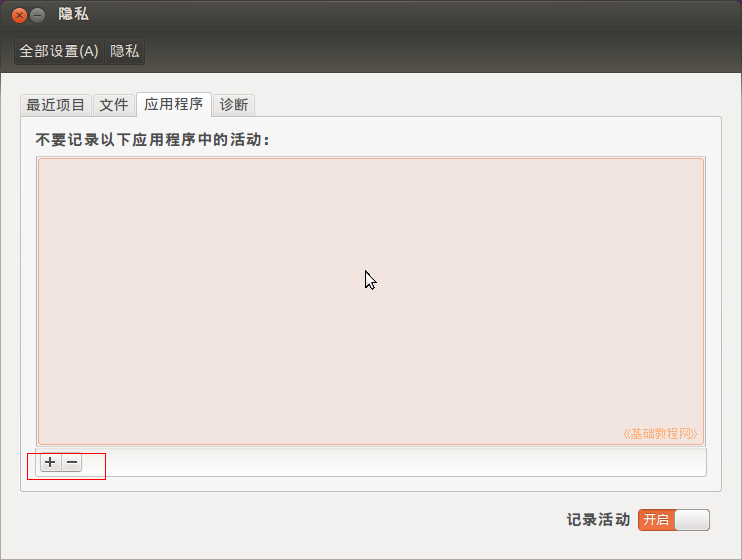 隐私
全部设置(A) 隐私
最近项目 文件 应用程序 诊断
不要记录以下应用程序中的活动：
《基础教程网》
记录活动 开启